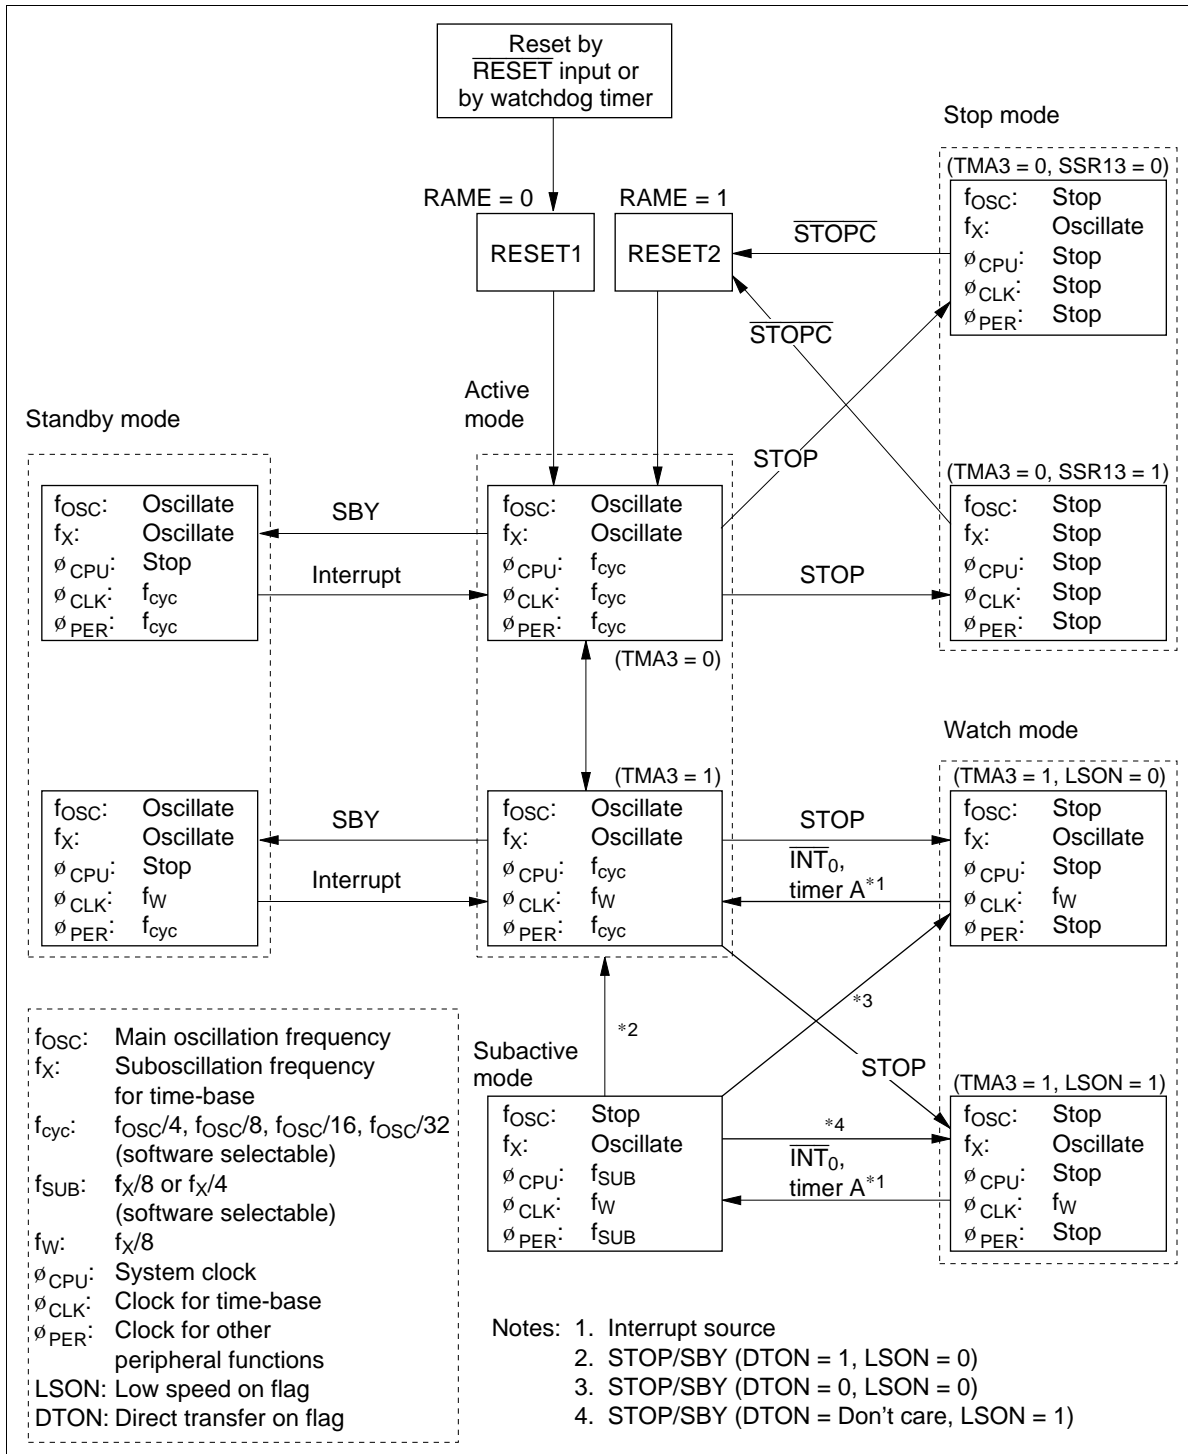 Reset by
RESET input or
by watchdog timer
Stop mode
RAME = 0
RAME = 1
(TMA3 = 0, SSR13 = 0)
RESET1
RESET2
STOPC
fOSC: Stop
fX: Oscillate
øCPU: Stop
øCLK: Stop
øPER: Stop
STOPC
Standby mode
Active
mode
STOP
(TMA3 = 0, SSR13 = 1)
fOSC: Oscillate
fX: Oscillate
øCPU: Stop
øCLK: fcyc
øPER: fcyc
SBY
Interrupt
fOSC: Oscillate
fX: Oscillate
øCPU: fcyc
øCLK: fcyc
øPER: fcyc
(TMA3 = 0)
STOP
fOSC: Stop
fX: Stop
øCPU: Stop
øCLK: Stop
øPER: Stop
Watch mode
(TMA3 = 1)
(TMA3 = 1, LSON = 0)
fOSC: Oscillate
fX: Oscillate
øCPU: Stop
øCLK: fW
øPER: fcyc
SBY
Interrupt
fOSC: Oscillate
fX: Oscillate
øCPU: fcyc
øCLK: fW
øPER: fcyc
STOP
INT0,
timer A*1
fOSC: Stop
fX: Oscillate
øCPU: Stop
øCLK: fW
øPER: Stop
*2
*3
Subactive
mode
STOP
(TMA3 = 1, LSON = 1)
fOSC: Stop
fX: Oscillate
øCPU: fSUB
øCLK: fW
øPER: fSUB
*4
INT0,
timer A*1
fOSC: Stop
fX: Oscillate
øCPU: Stop
øCLK: fW
øPER: Stop
fOSC: Main oscillation frequency
fX: Suboscillation frequency
for time-base
fcyc: fOSC/4, fOSC/8, fOSC/16, fOSC/32
(software selectable)
fSUB: fX/8 or fX/4
(software selectable)
fW: fX/8
øCPU: System clock
øCLK: Clock for time-base
øPER: Clock for other
peripheral functions
LSON: Low speed on flag
DTON: Direct transfer on flag
Notes: 1. Interrupt source
2. STOP/SBY (DTON = 1, LSON = 0)
3. STOP/SBY (DTON = 0, LSON = 0)
4. STOP/SBY (DTON = Don't care, LSON = 1)